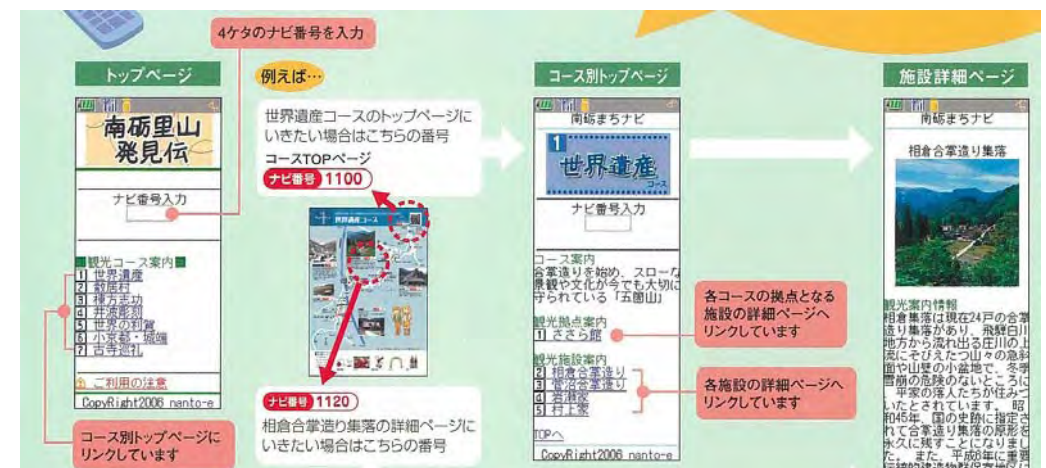 4ケタのナビ番号を入力
トップページ
南砺里山
発見伝
ナビ番号入力
■観光コース案内■
1 世界遺産
2 散居村
3 棟方志功
4 井波彫刻
5 世界の利賀
6 小京都・城端
7 古寺巡礼
ご利用の注意
CopyRight2006 nanto-e
コース別トップページに
リンクしています
例えば…
世界遺産コースのトップページに
いきたい場合はこちらの番号
コースTOPページ
ナビ番号 1100
世界遺産コース
ナビ番号 1120
相倉合掌造り集落の詳細ページに
いきたい場合はこちらの番号
コース別トップページ
南砺まちナビ
1
世界遺産
コース
ナビ番号入力
コース案内
合掌造りを始め、スローな
景観や文化が今でも大切に
守られている「五箇山」
観光拠点案内
1 ささら館
観光施設案内
2 相倉合掌造り
3 菅沼合掌造り
4 岩瀬家
5 村上家
TOPへ
CopyRight2006 nanto-e
各コースの拠点となる
施設の詳細ページへ
リンクしています
各施設の詳細ページへ
リンクしています
施設詳細ページ
南砺まちナビ
相倉合掌造り集落
観光案内情報
相倉集落は現在24戸の合掌
造り集落があり、飛騨白川
地方から流れ出る庄川の上
流にそびえたつ山々の急斜
面や山壁の小盆地で、冬季
雪崩の危険のないところに
、平家の落人たちが住みつ
いたとされています。 昭
和45年、国の史跡に指定さ
れて合掌造り集落の原形を
永久に残すことになりまし
た。また、平成6年に重要
伝統的建造物群保存地区に